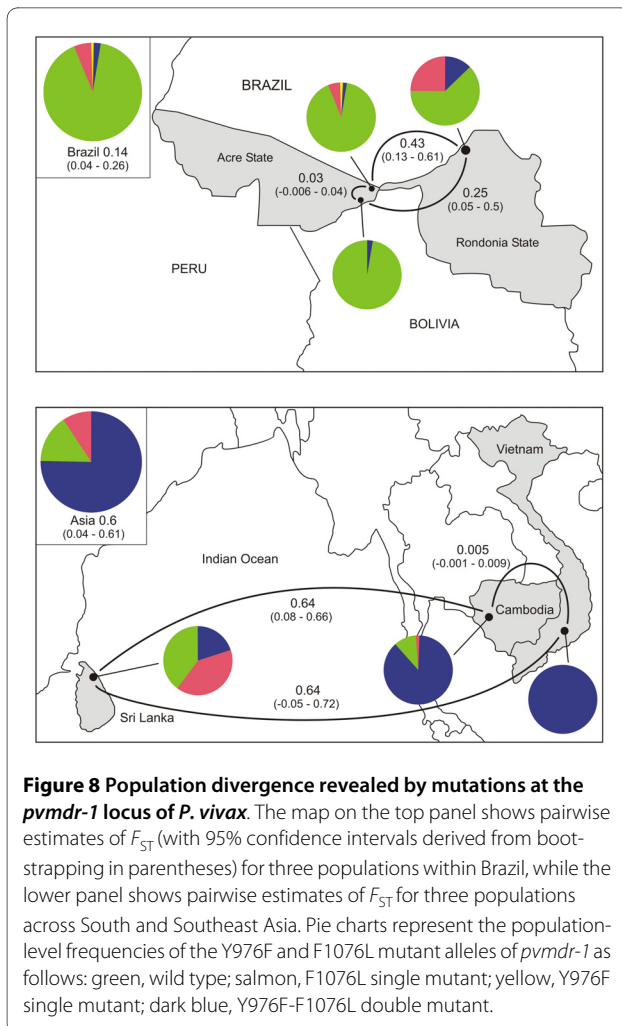 BRAZIL
Brazil 0.14
(0.04 - 0.26)
Acre State
0.03
(-0.006 - 0.04)
0.43
(0.13 - 0.61)
0.25
(0.05 - 0.5)
Rondonia State
PERU
BOLIVIA
Asia 0.6
(0.04 - 0.61)
Vietnam
Indian Ocean
0.005
(-0.001 - 0.009)
Cambodia
0.64
(0.08 - 0.66)
0.64
(-0.05 - 0.72)
Sri Lanka
Figure 8 Population divergence revealed by mutations at the
pvmdr-1 locus of P. vivax. The map on the top panel shows pairwise
estimates of FST (with 95% confidence intervals derived from boot-
strapping in parentheses) for three populations within Brazil, while the
lower panel shows pairwise estimates of FST for three populations
across South and Southeast Asia. Pie charts represent the population-
level frequencies of the Y976F and F1076L mutant alleles of pvmdr-1 as
follows: green, wild type; salmon, F1076L single mutant; yellow, Y976F
single mutant; dark blue, Y976F-F1076L double mutant.